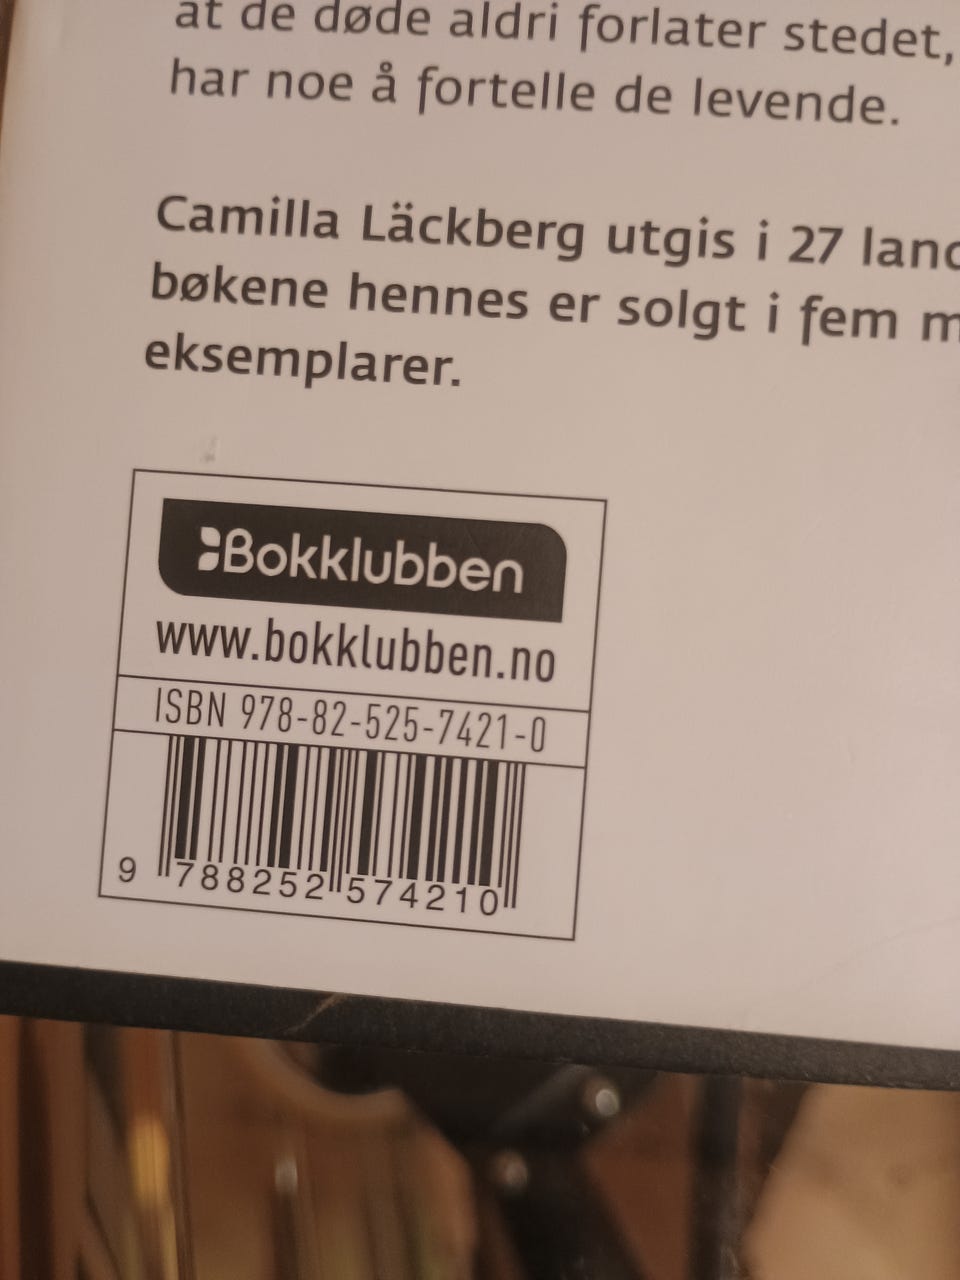 at de døde aldri forlater stedet,
har noe å fortelle de levende.
Camilla Läckberg utgis i 27
bøkene hennes er solgt i fem
eksemplarer.
Bokklubben
www.bokklubben.no
ISBN 978-82-525-7421-0
9 788252 574210